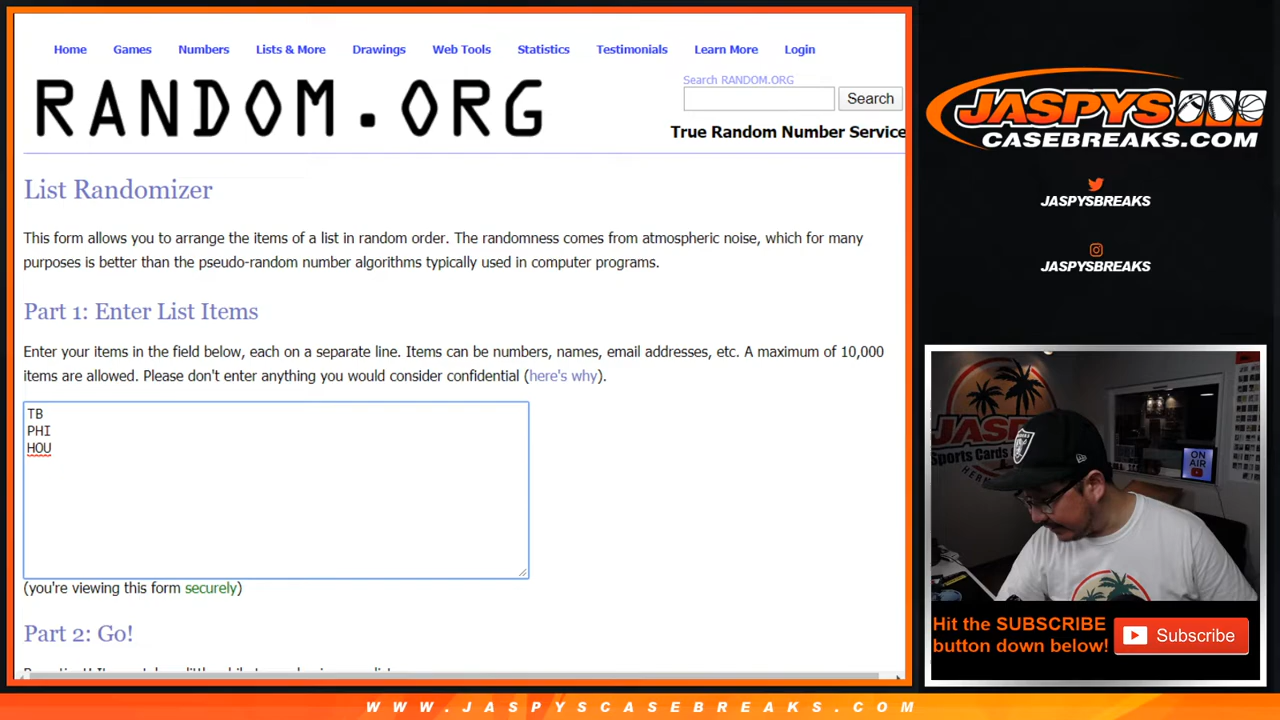 Home Games Numbers Lists & More Drawings Web Tools Statistics Testimonials Learn More Login
Search RANDOM.ORG
RANDOM.ORG
Search
True Random Number Service
List Randomizer
This form allows you to arrange the items of a list in random order. The randomness comes from atmospheric noise, which for many
purposes is better than the pseudo-random number algorithms typically used in computer programs.
Part 1: Enter List Items
Enter your items in the field below, each on a separate line. Items can be numbers, names, email addresses, etc. A maximum of 10,000
items are allowed. Please don't enter anything you would consider confidential (here's why).
TB
PHI
HOU
(you're viewing this form securely)
Part 2: Go!
JASPYS
CASEBREAKS.COM
JASPYSBREAKS
JASPYSBREAKS
ON
AIR
Hit the SUBSCRIBE
button down below!
Subscribe
WWW.JASPYSCASEBREAKS.COM